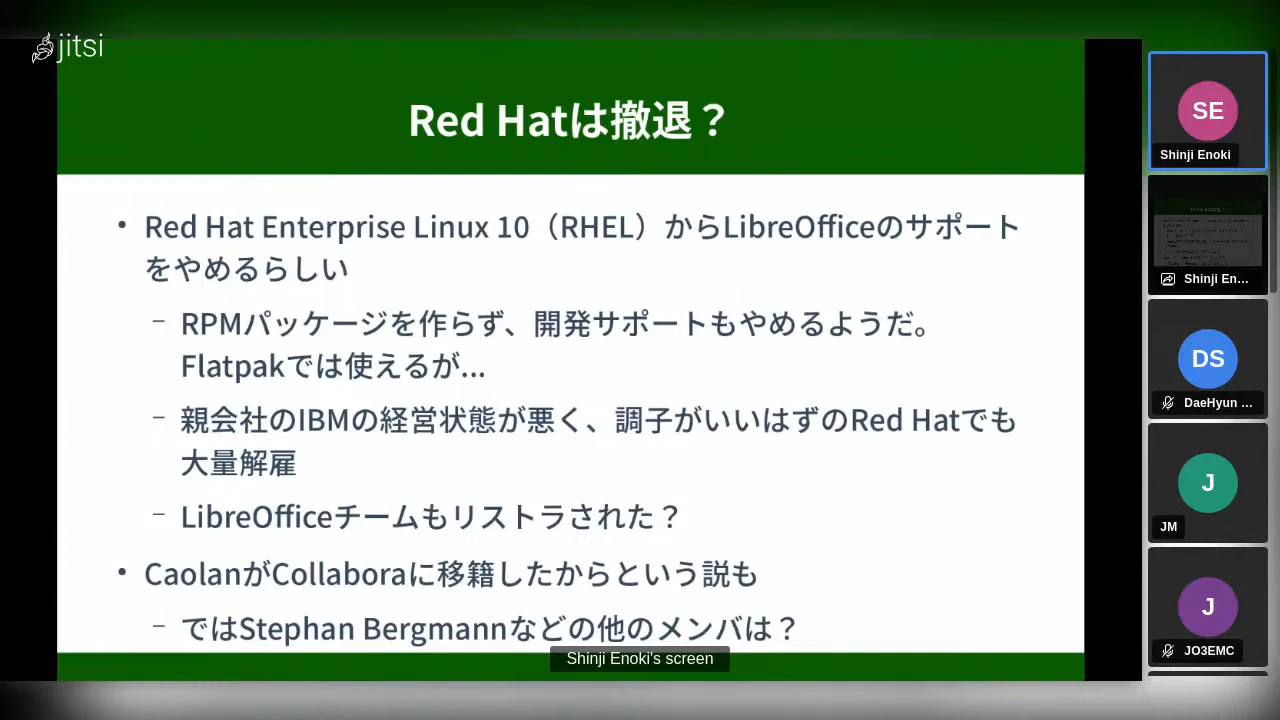 jitsi
Red Hatは撤退？
• Red Hat Enterprise Linux 10（RHEL）からLibreOfficeのサポート
をやめるらしい
– RPMパッケージを作らず、開発サポートもやめるようだ。
Flatpakでは使えるが...
– 親会社のIBMの経営状態が悪く、調子がいいはずのRed Hatでも
大量解雇
– LibreOfficeチームもリストラされた？
• CaolanがCollaboraに移籍したからという説も
– ではStephan Bergmannなどの他のメンバは？
Shinji Enoki's screen
SE
Shinji Enoki
Shinji En...
DS
DaeHyun ...
J
JM
J
JO3EMC